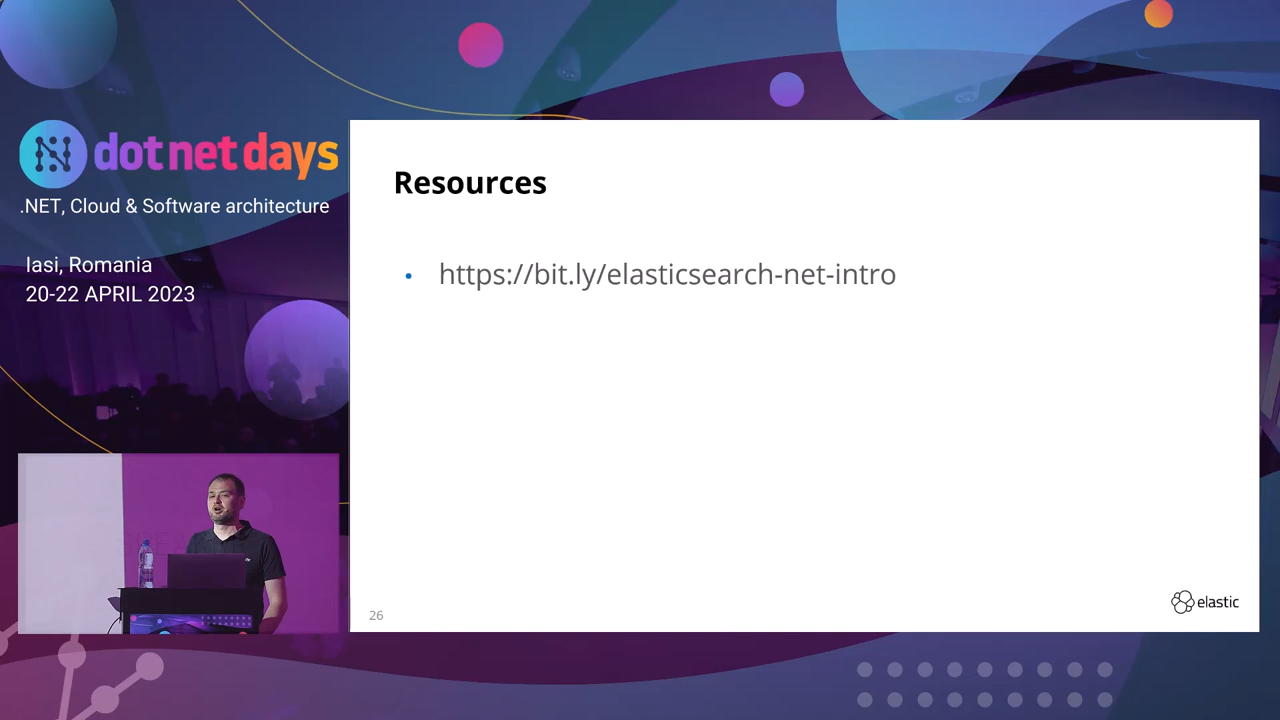 dotnetdays
.NET, Cloud & Software architecture
Iasi, Romania
20-22 APRIL 2023
Resources
• https://bit.ly/elasticsearch-net-intro
26
elastic